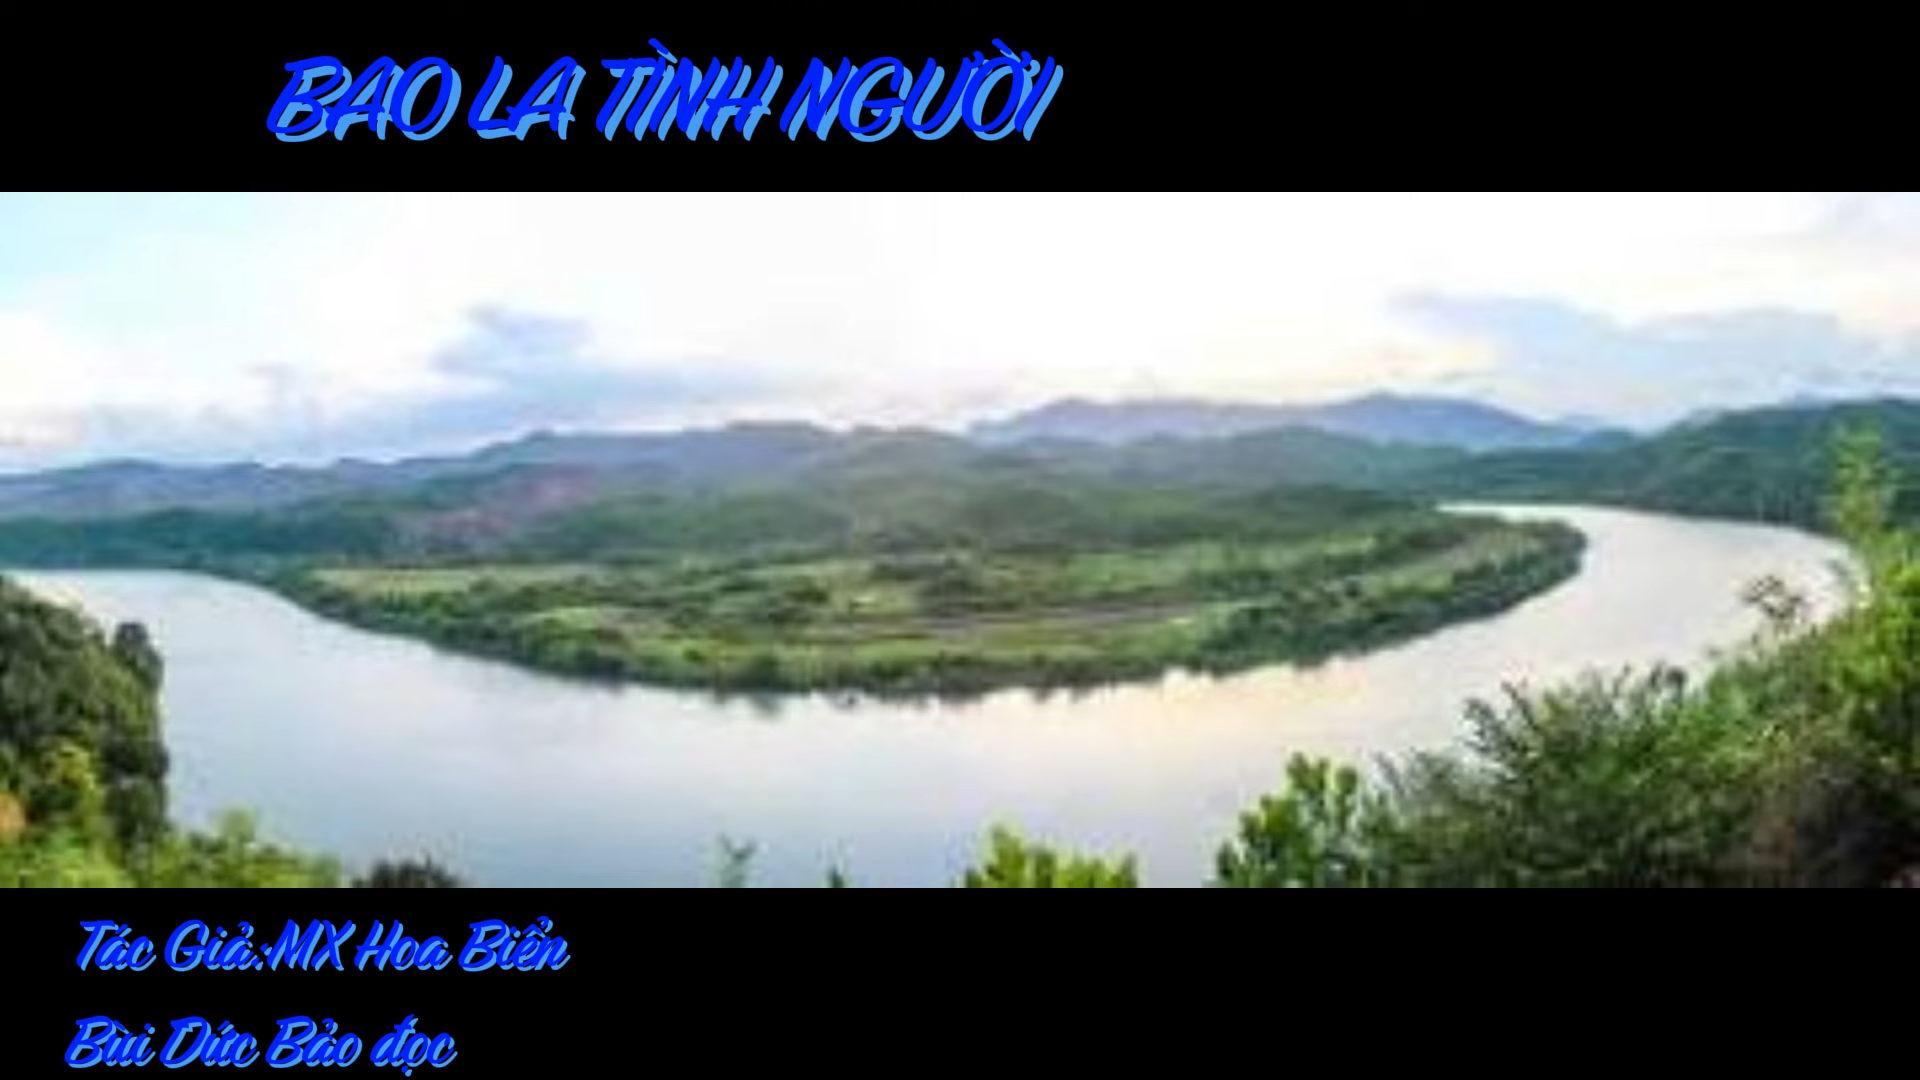 BAO LA TÌNH NGƯỜI
Tác Giả:MX Hoa Biển
Bùi Đức Bảo đọc